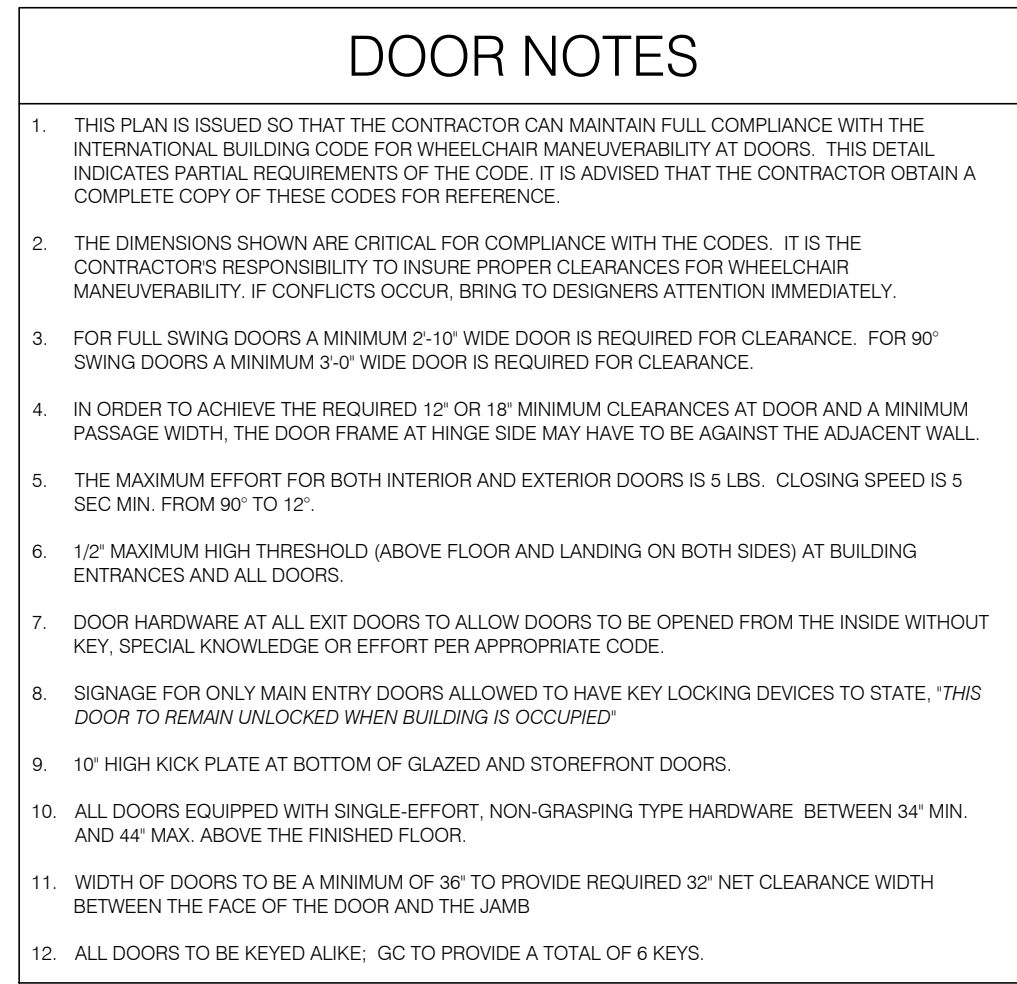 DOOR NOTES
1. THIS PLAN IS ISSUED SO THAT THE CONTRACTOR CAN MAINTAIN FULL COMPLIANCE WITH THE
INTERNATIONAL BUILDING CODE FOR WHEELCHAIR MANEUVERABILITY AT DOORS. THIS DETAIL
INDICATES PARTIAL REQUIREMENTS OF THE CODE. IT IS ADVISED THAT THE CONTRACTOR OBTAIN A
COMPLETE COPY OF THESE CODES FOR REFERENCE.
2. THE DIMENSIONS SHOWN ARE CRITICAL FOR COMPLIANCE WITH THE CODES. IT IS THE
CONTRACTOR'S RESPONSIBILITY TO INSURE PROPER CLEARANCES FOR WHEELCHAIR
MANEUVERABILITY. IF CONFLICTS OCCUR, BRING TO DESIGNERS ATTENTION IMMEDIATELY.
3. FOR FULL SWING DOORS A MINIMUM 2'-10" WIDE DOOR IS REQUIRED FOR CLEARANCE. FOR 90°
SWING DOORS A MINIMUM 3'-0" WIDE DOOR IS REQUIRED FOR CLEARANCE.
4. IN ORDER TO ACHIEVE THE REQUIRED 12" OR 18" MINIMUM CLEARANCES AT DOOR AND A MINIMUM
PASSAGE WIDTH, THE DOOR FRAME AT HINGE SIDE MAY HAVE TO BE AGAINST THE ADJACENT WALL.
5. THE MAXIMUM EFFORT FOR BOTH INTERIOR AND EXTERIOR DOORS IS 5 LBS. CLOSING SPEED IS 5
SEC MIN. FROM 90° TO 12°.
6. 1/2" MAXIMUM HIGH THRESHOLD (ABOVE FLOOR AND LANDING ON BOTH SIDES) AT BUILDING
ENTRANCES AND ALL DOORS.
7. DOOR HARDWARE AT ALL EXIT DOORS TO ALLOW DOORS TO BE OPENED FROM THE INSIDE WITHOUT
KEY, SPECIAL KNOWLEDGE OR EFFORT PER APPROPRIATE CODE.
8. SIGNAGE FOR ONLY MAIN ENTRY DOORS ALLOWED TO HAVE KEY LOCKING DEVICES TO STATE, "THIS
DOOR TO REMAIN UNLOCKED WHEN BUILDING IS OCCUPIED"
9. 10" HIGH KICK PLATE AT BOTTOM OF GLAZED AND STOREFRONT DOORS.
10. ALL DOORS EQUIPPED WITH SINGLE-EFFORT, NON-GRASPING TYPE HARDWARE BETWEEN 34" MIN.
AND 44" MAX. ABOVE THE FINISHED FLOOR.
11. WIDTH OF DOORS TO BE A MINIMUM OF 36" TO PROVIDE REQUIRED 32" NET CLEARANCE WIDTH
BETWEEN THE FACE OF THE DOOR AND THE JAMB
12. ALL DOORS TO BE KEYED ALIKE; GC TO PROVIDE A TOTAL OF 6 KEYS.